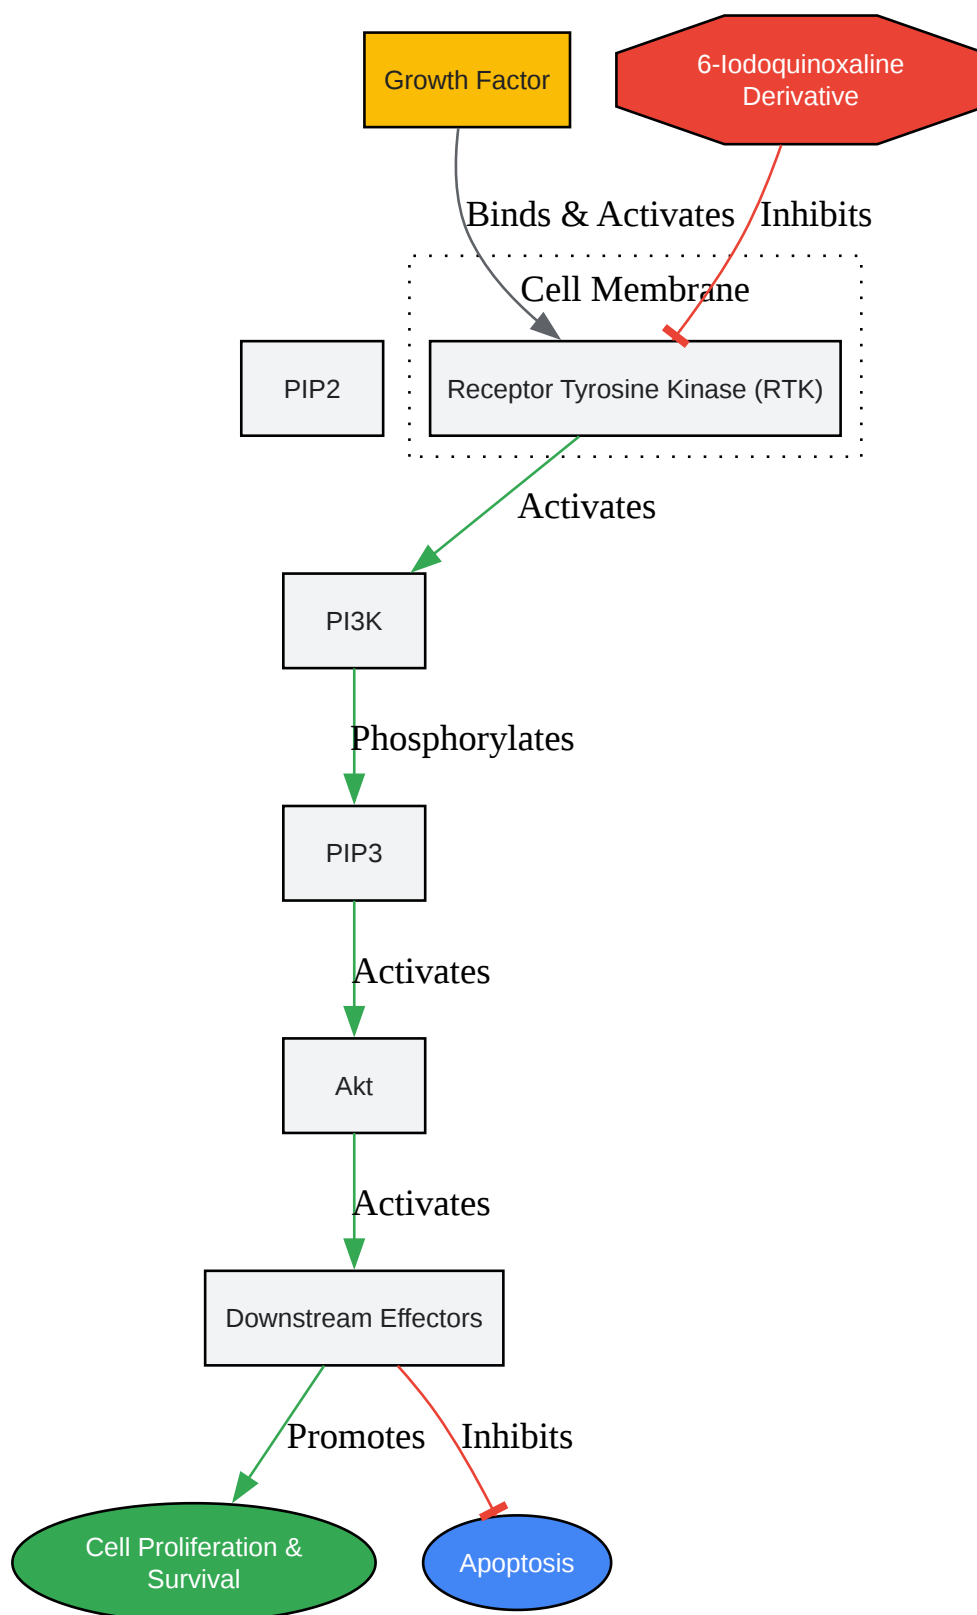 Growth Factor
6-Iodoquinoxaline
Derivative
Binds & Activates
Inhibits
Cell Membrane
PIP2
Receptor Tyrosine Kinase (RTK)
Activates
PI3K
Phosphorylates
PIP3
Activates
Akt
Activates
Downstream Effectors
Promotes
Inhibits
Cell Proliferation &
Survival
Apoptosis